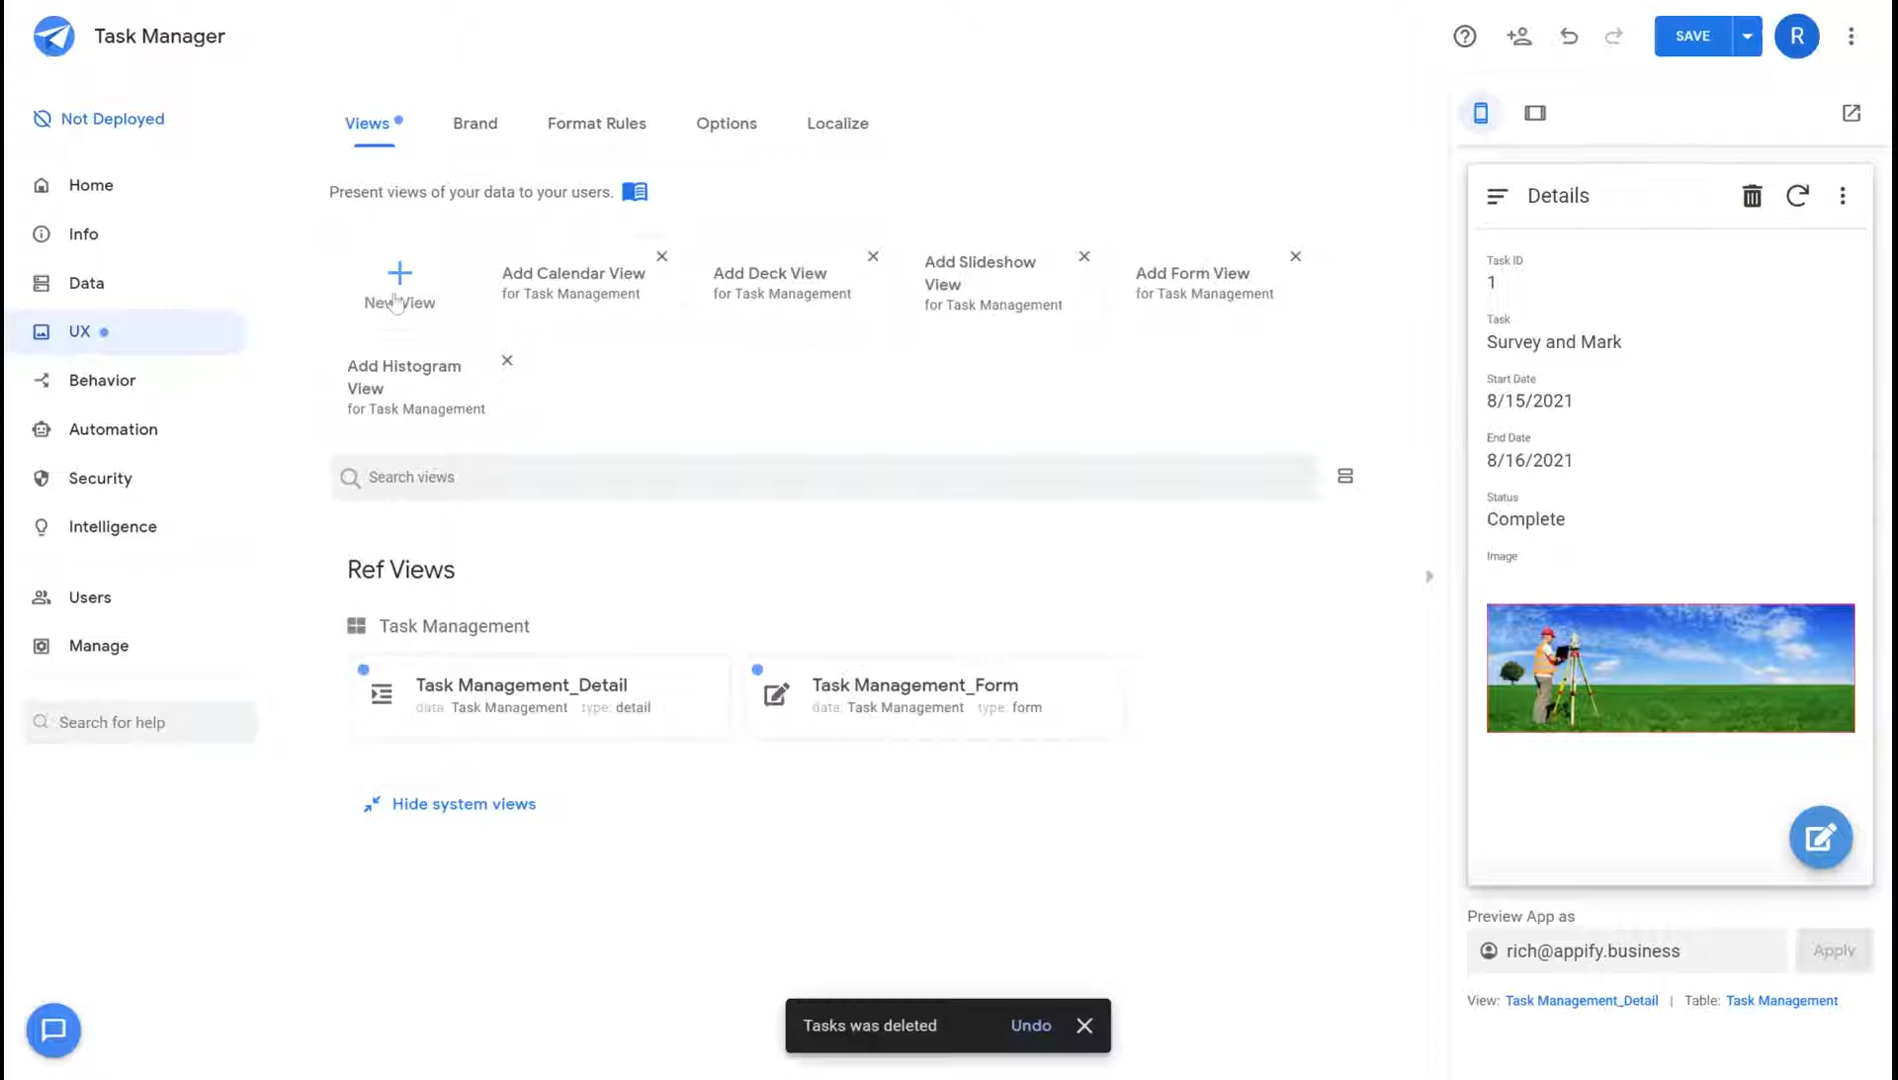 Task Manager
SAVE
R
Not Deployed
Home
Info
Data
UX
Behavior
Automation
Security
Intelligence
Users
Manage
Search for help
Views
Brand
Format Rules
Options
Localize
Present views of your data to your users.
New View
Add Calendar View
for Task Management
Add Deck View
for Task Management
Add Slideshow
View
for Task Management
Add Form View
for Task Management
Add Histogram
View
for Task Management
Search views
Ref Views
Task Management
Task Management_Detail
data: Task Management type: detail
Task Management_Form
data: Task Management type: form
Hide system views
Tasks was deleted Undo
Details
Task ID
1
Task
Survey and Mark
Start Date
8/15/2021
End Date
8/16/2021
Status
Complete
Image
Preview App as
rich@appify.business
Apply
View: Task Management_Detail | Table: Task Management